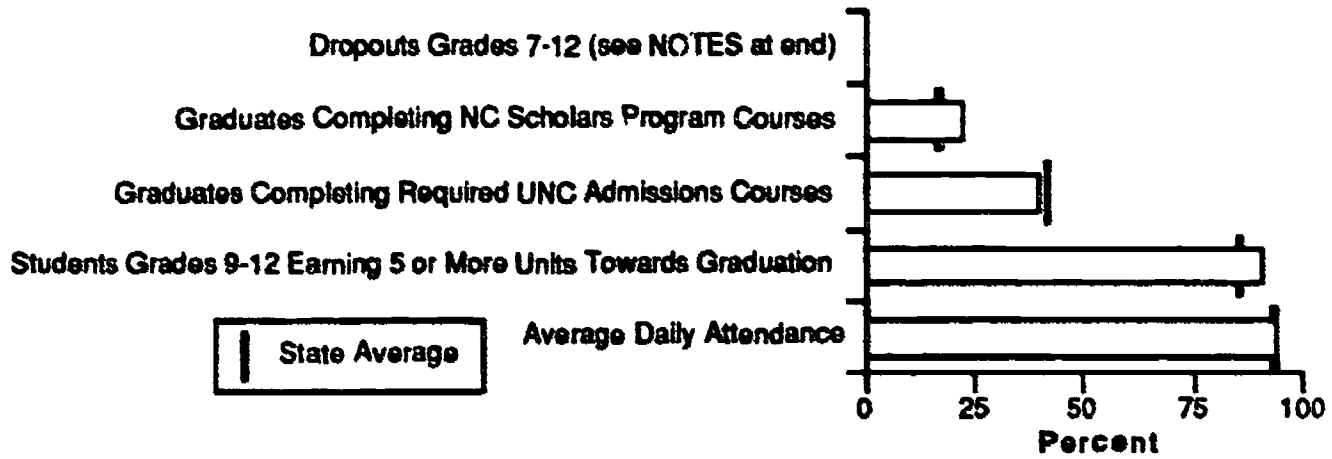 Dropouts Grades 7-12 (see NOTES at end)
Graduates Completing NC Scholars Program Courses
Graduates Completing Required UNC Admissions Courses
Students Grades 9-12 Earning 5 or More Units Towards Graduation
Average Daily Attendance
State Average
0 25 50 75 100
Percent